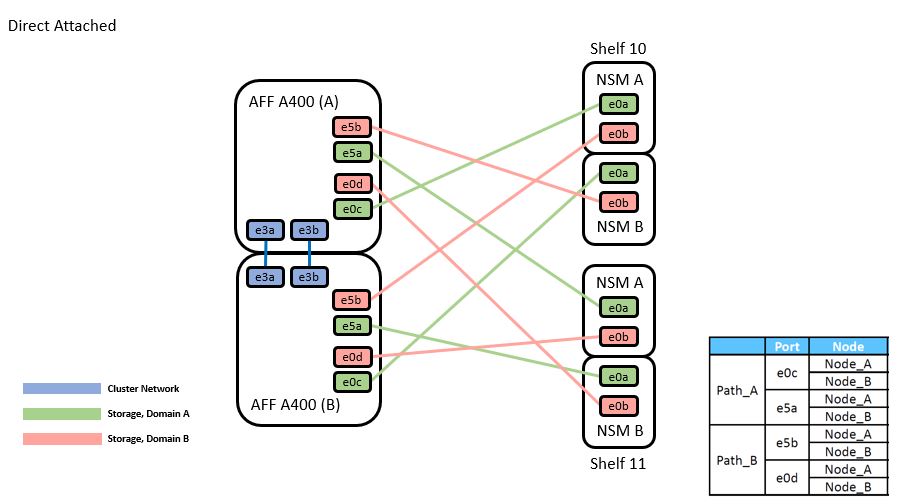 Direct Attached
Shelf 10
AFF A400 (A)
e5b
e5a
e0d
e0c
e3a e3b
e3a e3b
e5b
e5a
e0d
e0c
AFF A400 (B)
NSM A
e0a
e0b
e0a
e0b
NSM B
NSM A
e0a
e0b
e0a
e0b
NSM B
Shelf 11
Cluster Network
Storage, Domain A
Storage, Domain B
Port Node
Path_A e0c Node_A
Node_B
e5a Node_A
Node_B
Path_B e5b Node_A
Node_B
e0d Node_A
Node_B